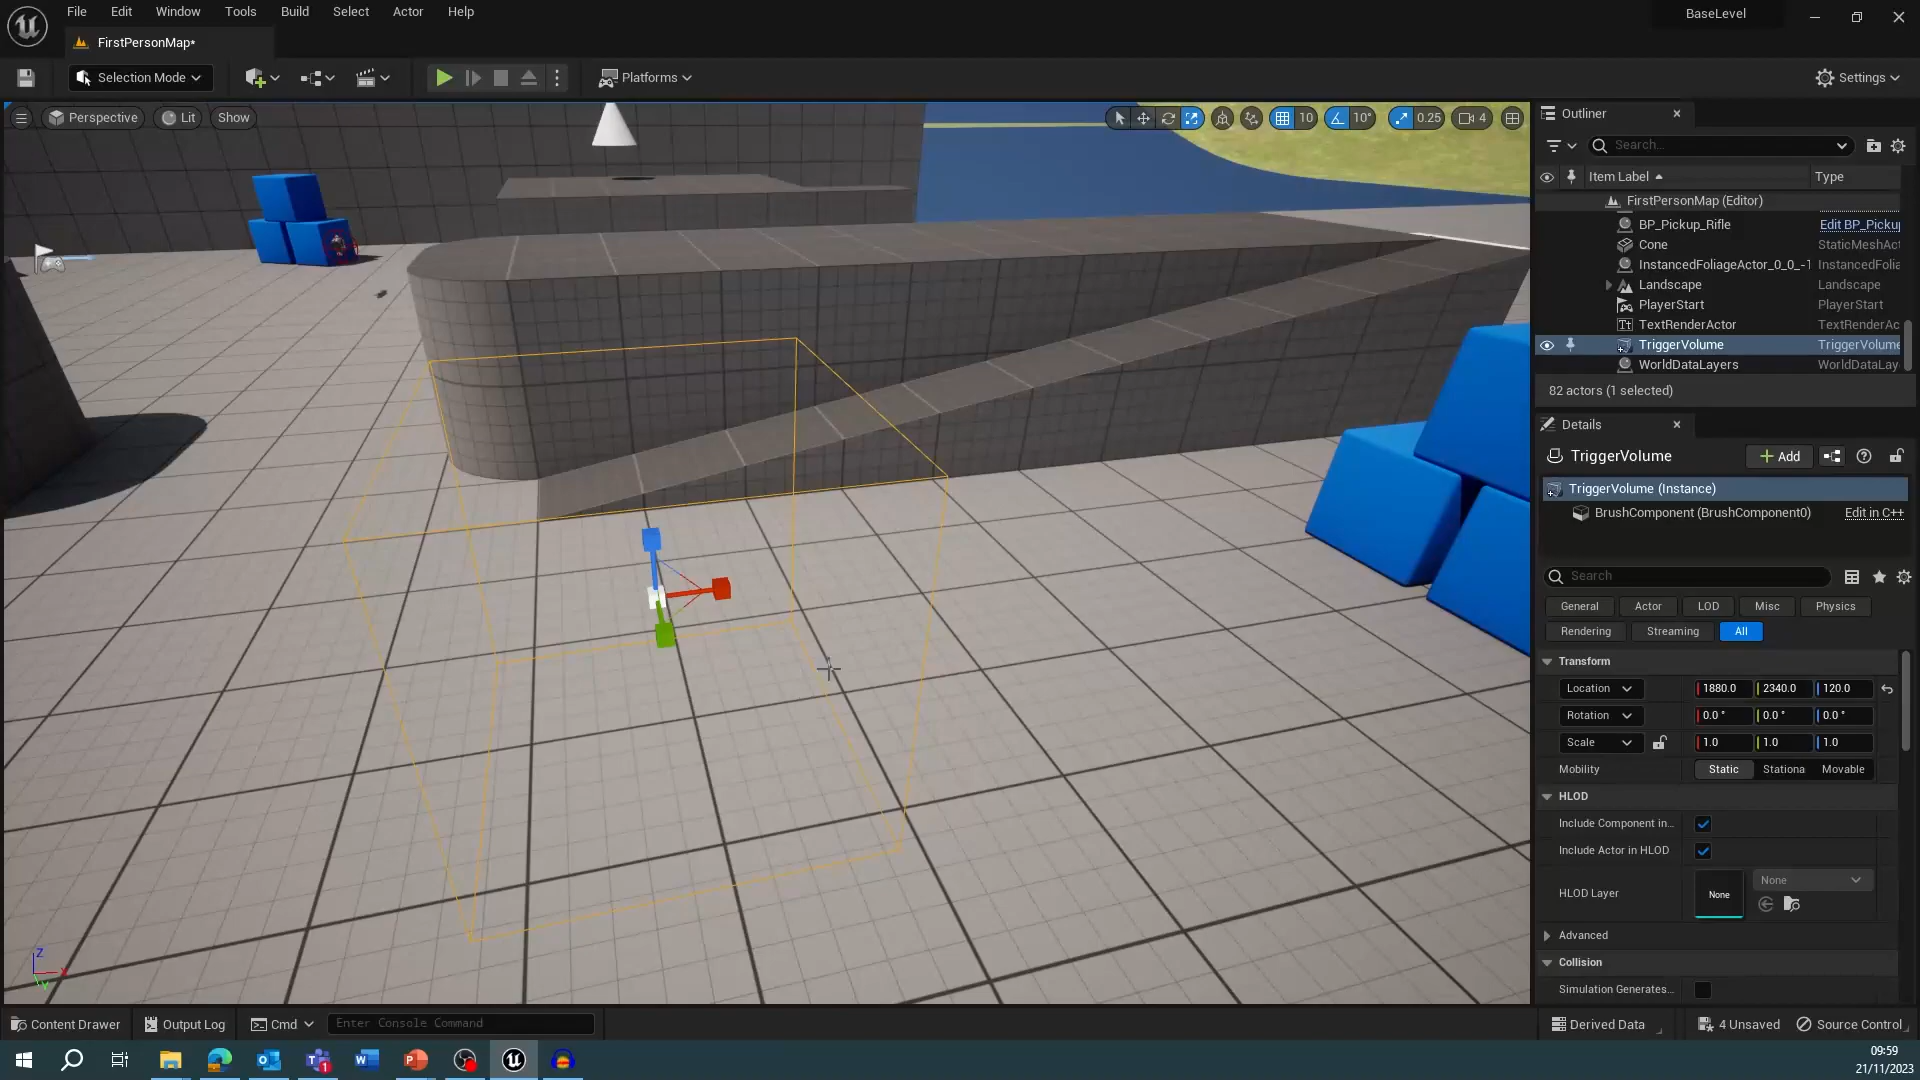 File Edit Window Tools Build Select Actor Help
BaseLevel
FirstPersonMap*
Selection Mode
Platforms
Settings
Perspective
Lit
Show
10
10°
0.25
4
Outliner
Search...
Item Label
Type
FirstPersonMap (Editor)
BP_Pickup_Rifle
Edit BP_Picku
Cone
StaticMeshAct
InstancedFoliageActor_0_0_-1
InstancedFolia
Landscape
Landscape
PlayerStart
PlayerStart
Tt
TextRenderActor
TextRenderAc
TriggerVolume
TriggerVolume
WorldDataLayers
WorldDataLay
82 actors (1 selected)
Details
TriggerVolume
Add
TriggerVolume (Instance)
BrushComponent (BrushComponent0)
Edit in C++
Search
General
Actor
LOD
Misc
Physics
Rendering
Streaming
All
Transform
Location
1880.0
2340.0
120.0
Rotation
0.0 °
0.0 °
0.0 °
Scale
1.0
1.0
1.0
Mobility
Static
Stationa
Movable
HLOD
Include Component in...
Include Actor in HLOD
HLOD Layer
None
None
Advanced
Collision
Simulation Generates...
Z
X
Y
Content Drawer
Output Log
Cmd
Enter Console Command
Derived Data
4 Unsaved
Source Control
1
W
P
09:59
21/11/2023